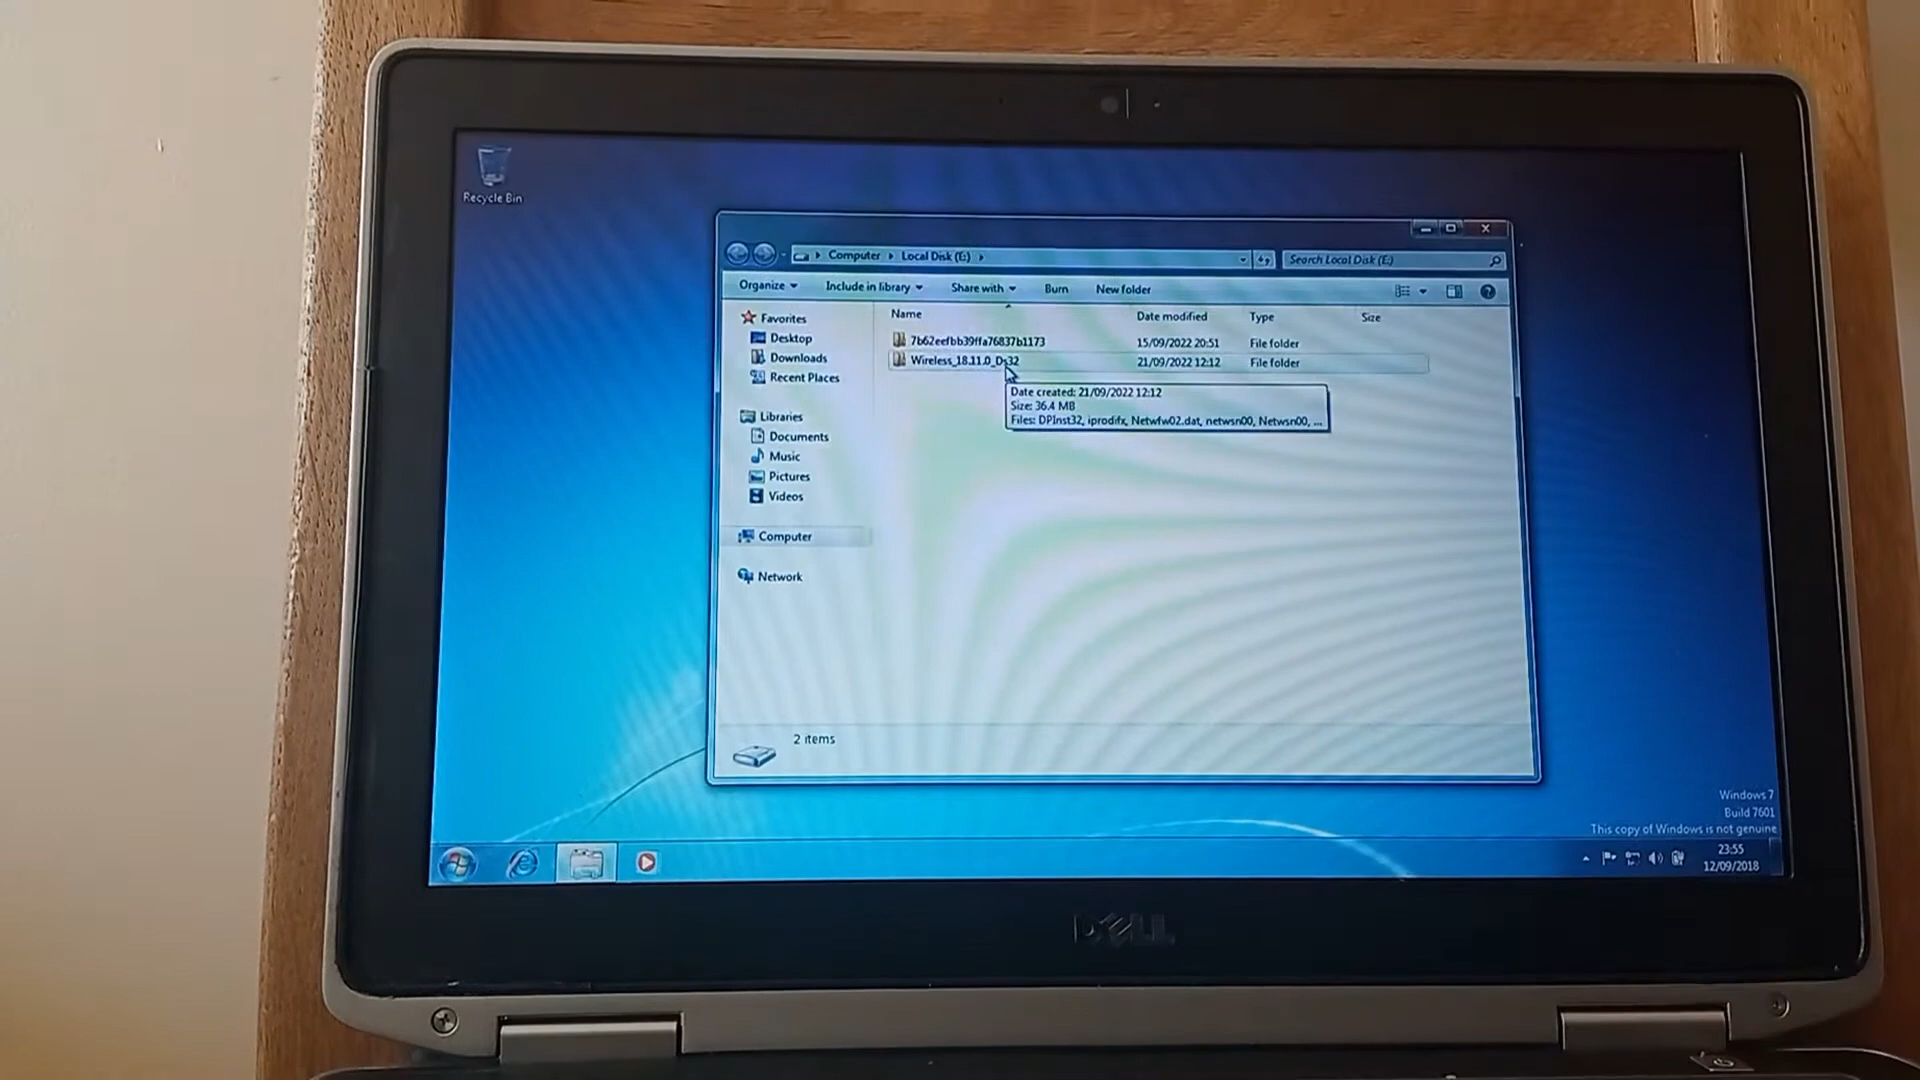 Recycle Bin
Computer
Local Disk (E:)
Search Local Disk (E:)
Organize
Include in library
Share with
Burn
New folder
Favorites
Desktop
Downloads
Recent Places
Libraries
Documents
Music
Pictures
Videos
Computer
Network
Name Date modified Type Size
7b62eefbb39ffa76837b1173 15/09/2022 20:51 File folder
Wireless_18.11.0_Ds32 21/09/2022 12:12 File folder
Date created: 21/09/2022 12:12
Size: 36.4 MB
Files: DPInst32, iprodifx, Netwfw02.dat, netwsn00, Netwsn00, ...
2 items
Windows 7
Build 7601
This copy of Windows is not genuine
23:55
12/09/2018
DELL